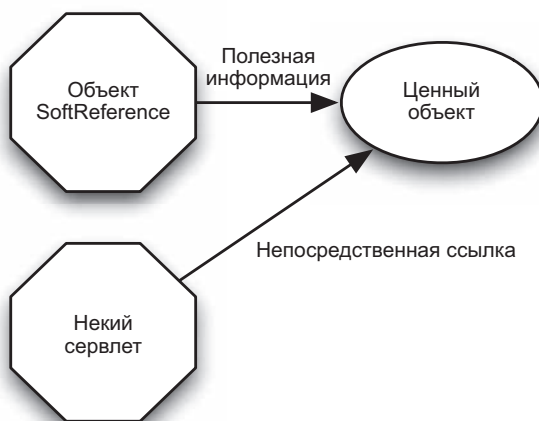 Объект
SoftReference
Полезная
информация
Ценный
объект
Непосредственная ссылка
Некий
сервлет